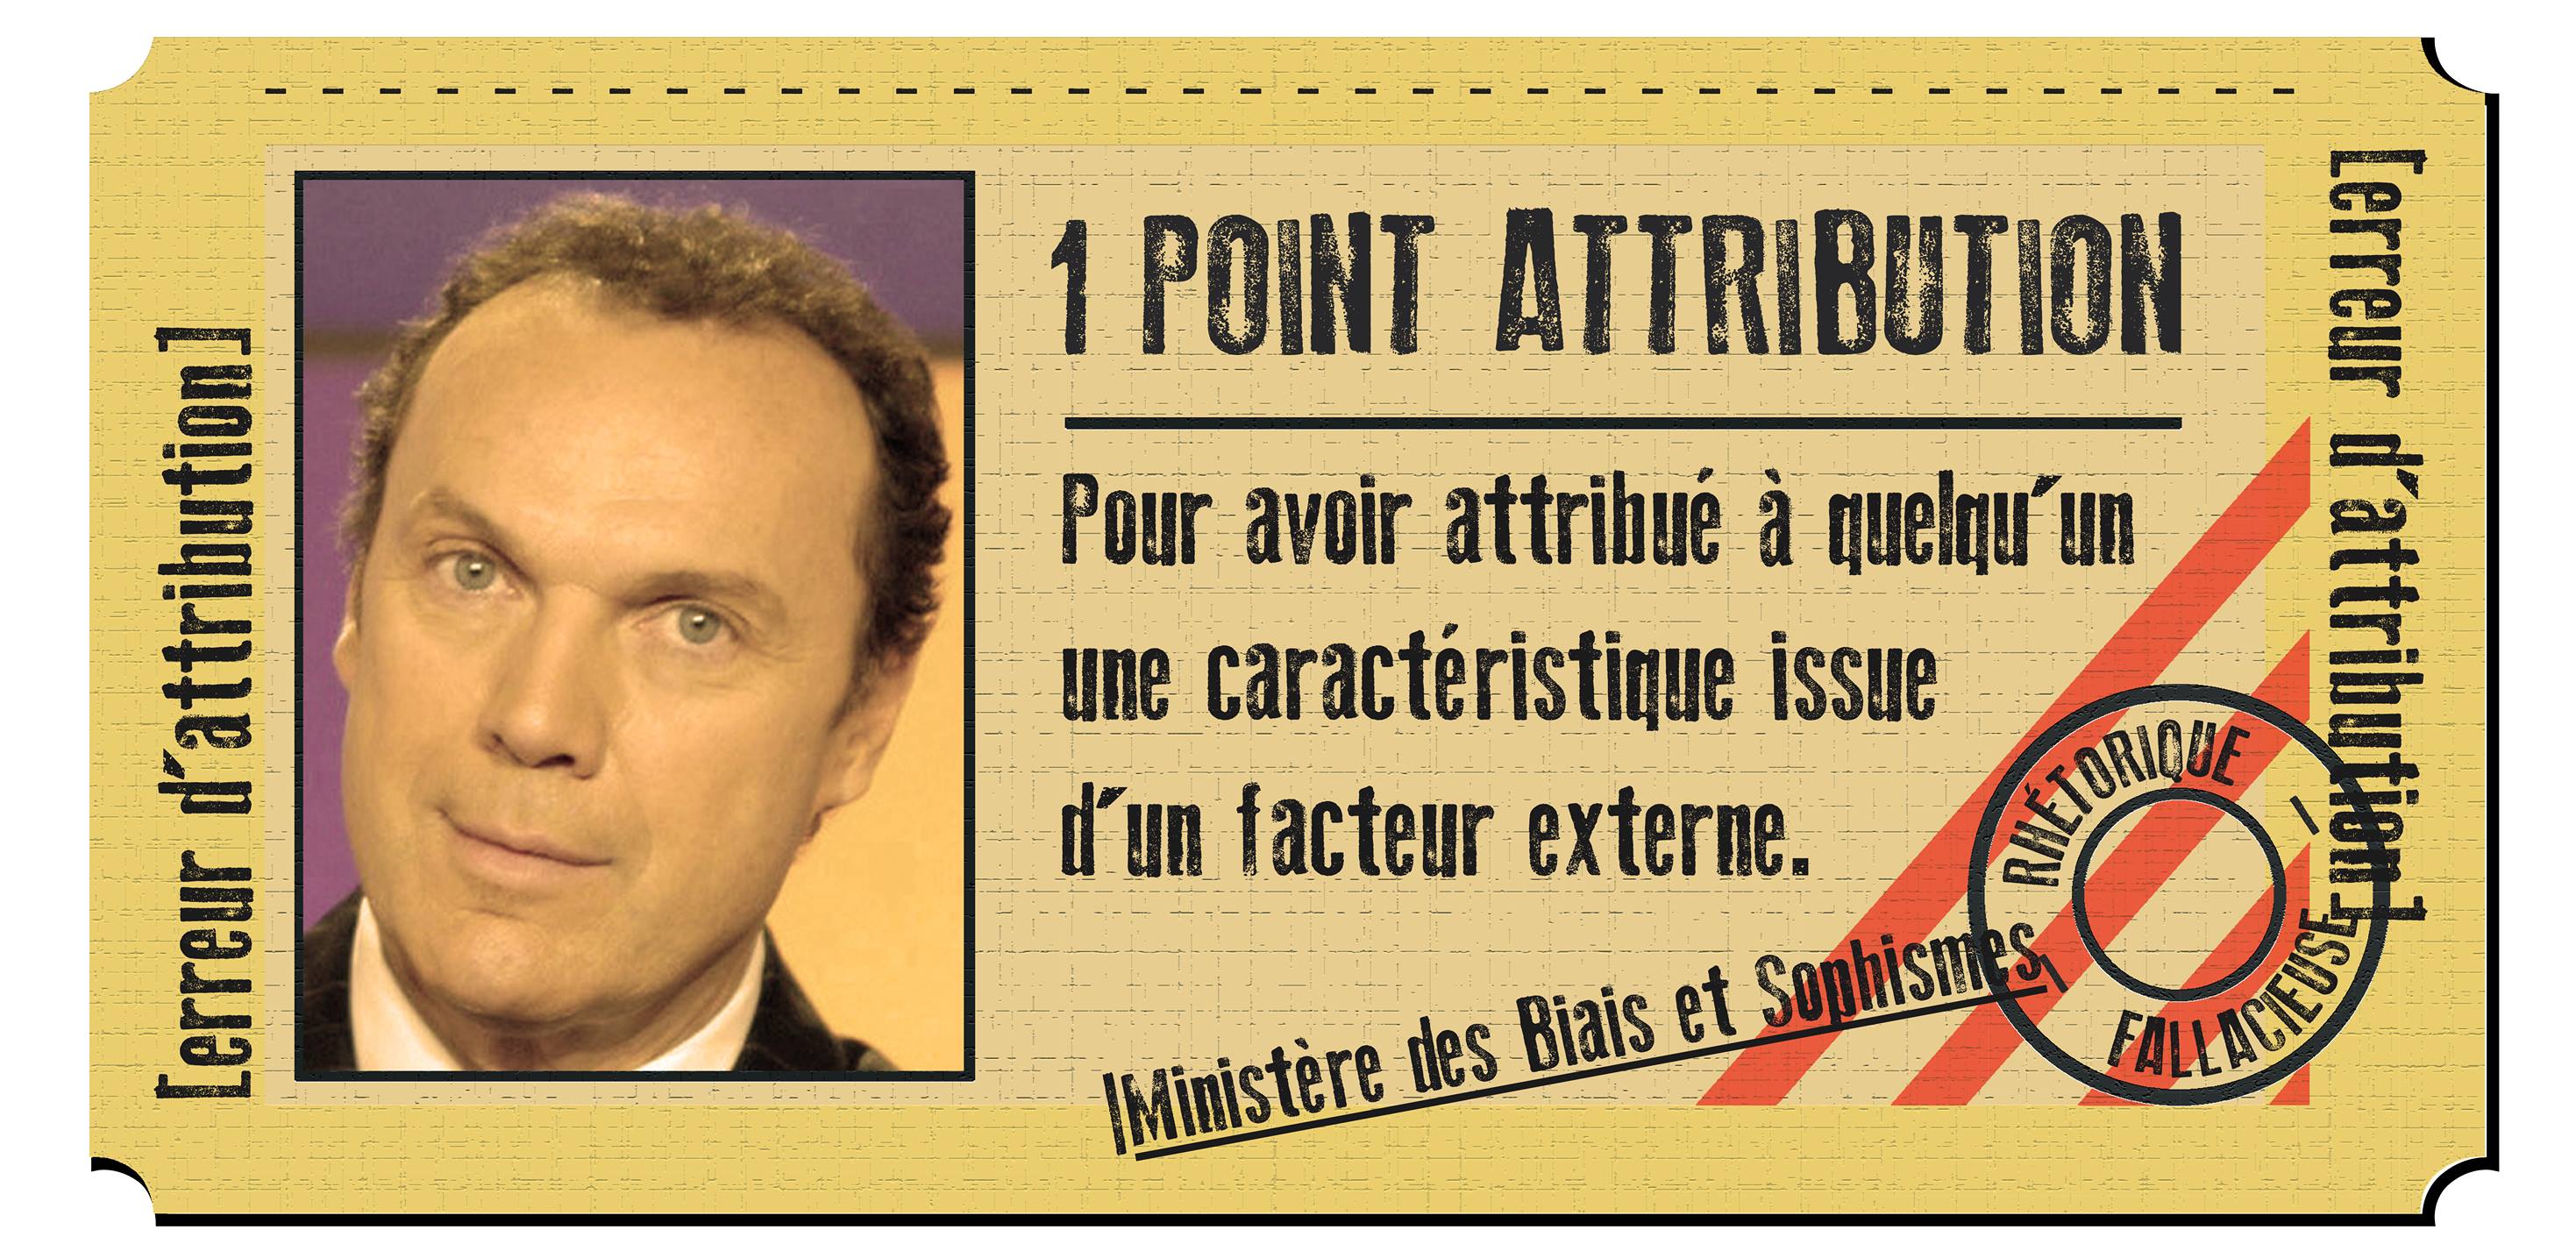 [erreur d'attribution]
1 POINT ATTRIBUTION
Pour avoir attribué à quelqu'un
une caractéristique issue
d'un facteur externe.
|Ministère des Biais et Sophismes
RHÉTORIQUE
FALLACIEUSE
[erreur d'attribution]